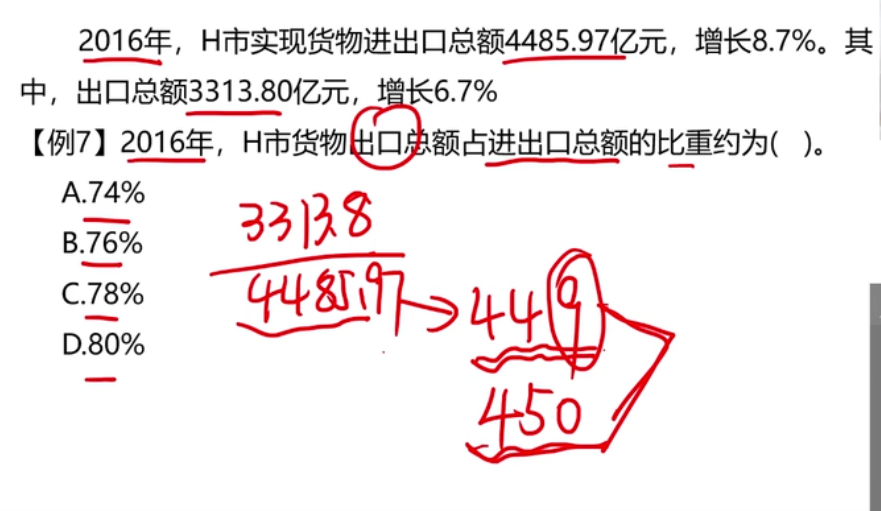 2016年，H市实现货物进出口总额4485.97亿元，增长8.7%。其
中，出口总额3313.80亿元，增长6.7%
【例7】2016年，H市货物出口总额占进出口总额的比重约为( )。
A.74%
B.76%
C.78%
D.80%
3313.8
4485.97
449
450